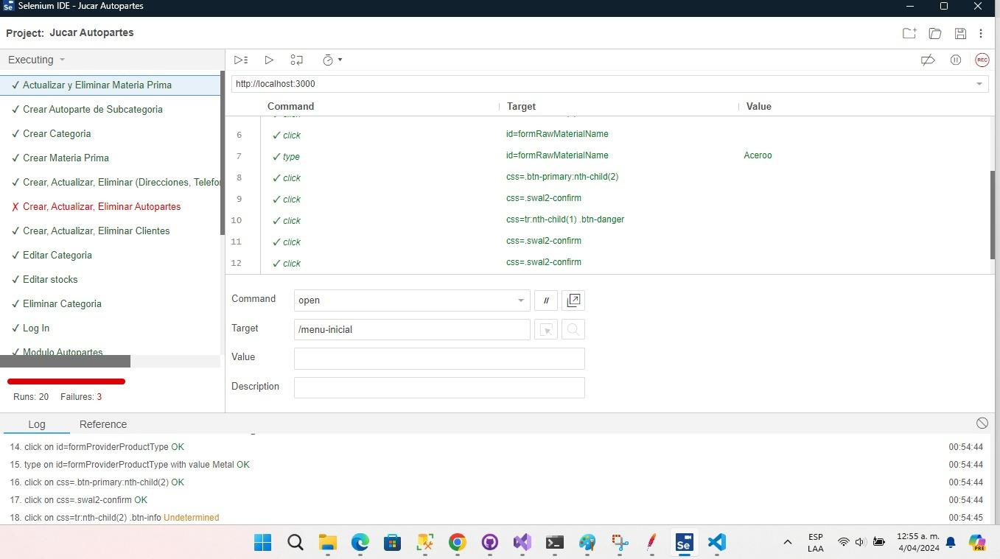 Selenium IDE - Jucar Autopartes
Project: Jucar Autopartes
Executing
✓ Actualizar y Eliminar Materia Prima
✓ Crear Autoparte de Subcategoria
✓ Crear Categoria
✓ Crear Materia Prima
✓ Crear, Actualizar, Eliminar (Direcciones, Telefo
✗ Crear, Actualizar, Eliminar Autopartes
✓ Crear, Actualizar, Eliminar Clientes
✓ Editar Categoria
✓ Editar stocks
✓ Eliminar Categoria
✓ Log In
✓ Modulo Autopartes
Runs: 20 Failures: 3
REC
http://localhost:3000
Command Target Value
6 ✓ click id=formRawMaterialName
7 ✓ type id=formRawMaterialName Aceroo
8 ✓ click css=.btn-primary:nth-child(2)
9 ✓ click css=.swal2-confirm
10 ✓ click css=tr:nth-child(1) .btn-danger
11 ✓ click css=.swal2-confirm
12 ✓ click css=.swal2-confirm
Command open //
Target /menu-inicial
Value
Description
Log Reference
14. click on id=formProviderProductType OK 00:54:44
15. type on id=formProviderProductType with value Metal OK 00:54:44
16. click on css=.btn-primary:nth-child(2) OK 00:54:44
17. click on css=.swal2-confirm OK 00:54:44
18. click on css=tr:nth-child(2) .btn-info Undetermined 00:54:45
Se
ESP
LAA
12:55 a. m.
4/04/2024
PRE